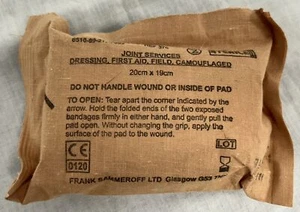 JOINT SERVICES
DRESSING, FIRST AID, FIELD, CAMOUFLAGED
20cm x 19cm
DO NOT HANDLE WOUND OR INSIDE OF PAD
TO OPEN: Tear apart the corner indicated by the
arrow. Hold the folded ends of the two exposed
bandages firmly in either hand, and gently pull the
pad open. Without changing the grip, apply the
surface of the pad to the wound.
CE
0120
LOT
FRANK SAMMEROFF LTD Glasgow G53